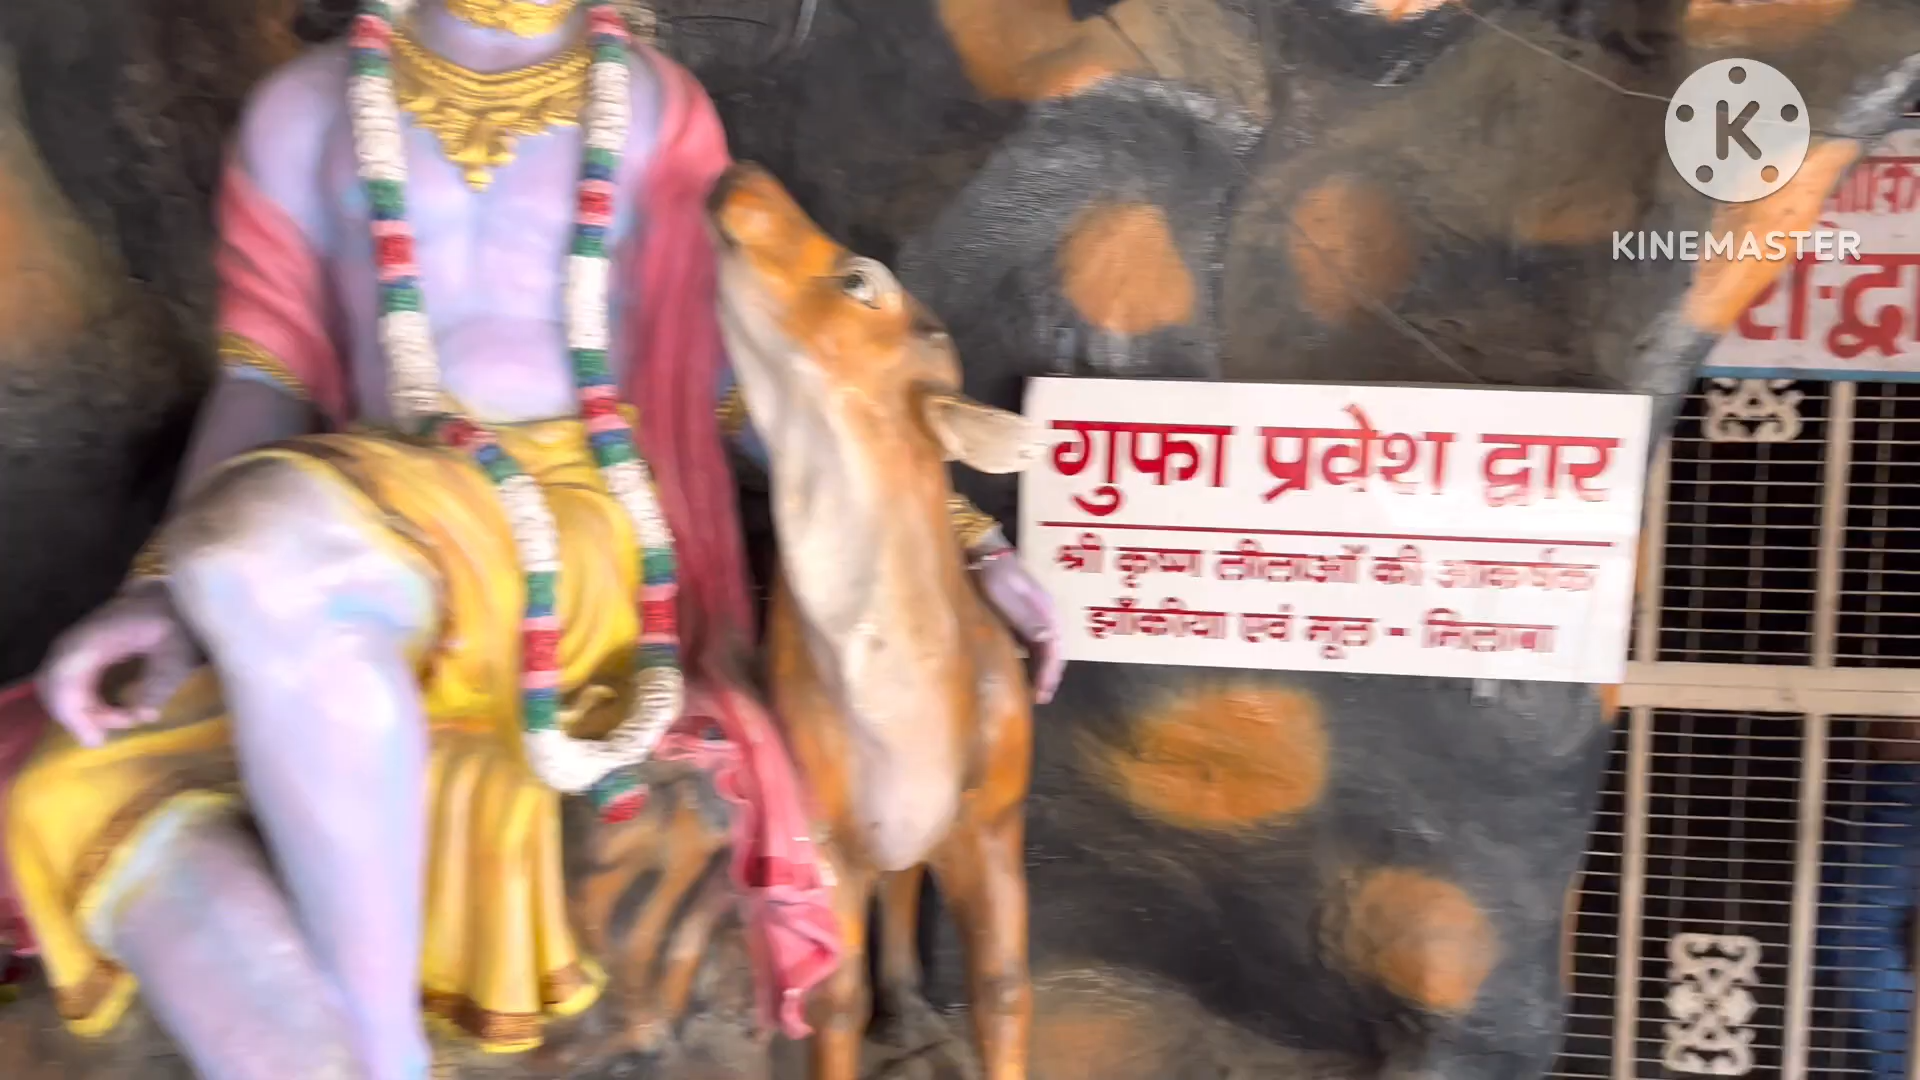 K
KINEMASTER
गुफा प्रवेश द्वार
श्री कृष्ण लीलाओं की आकर्षक
झाँकीया एवं भूल - भिलाबा